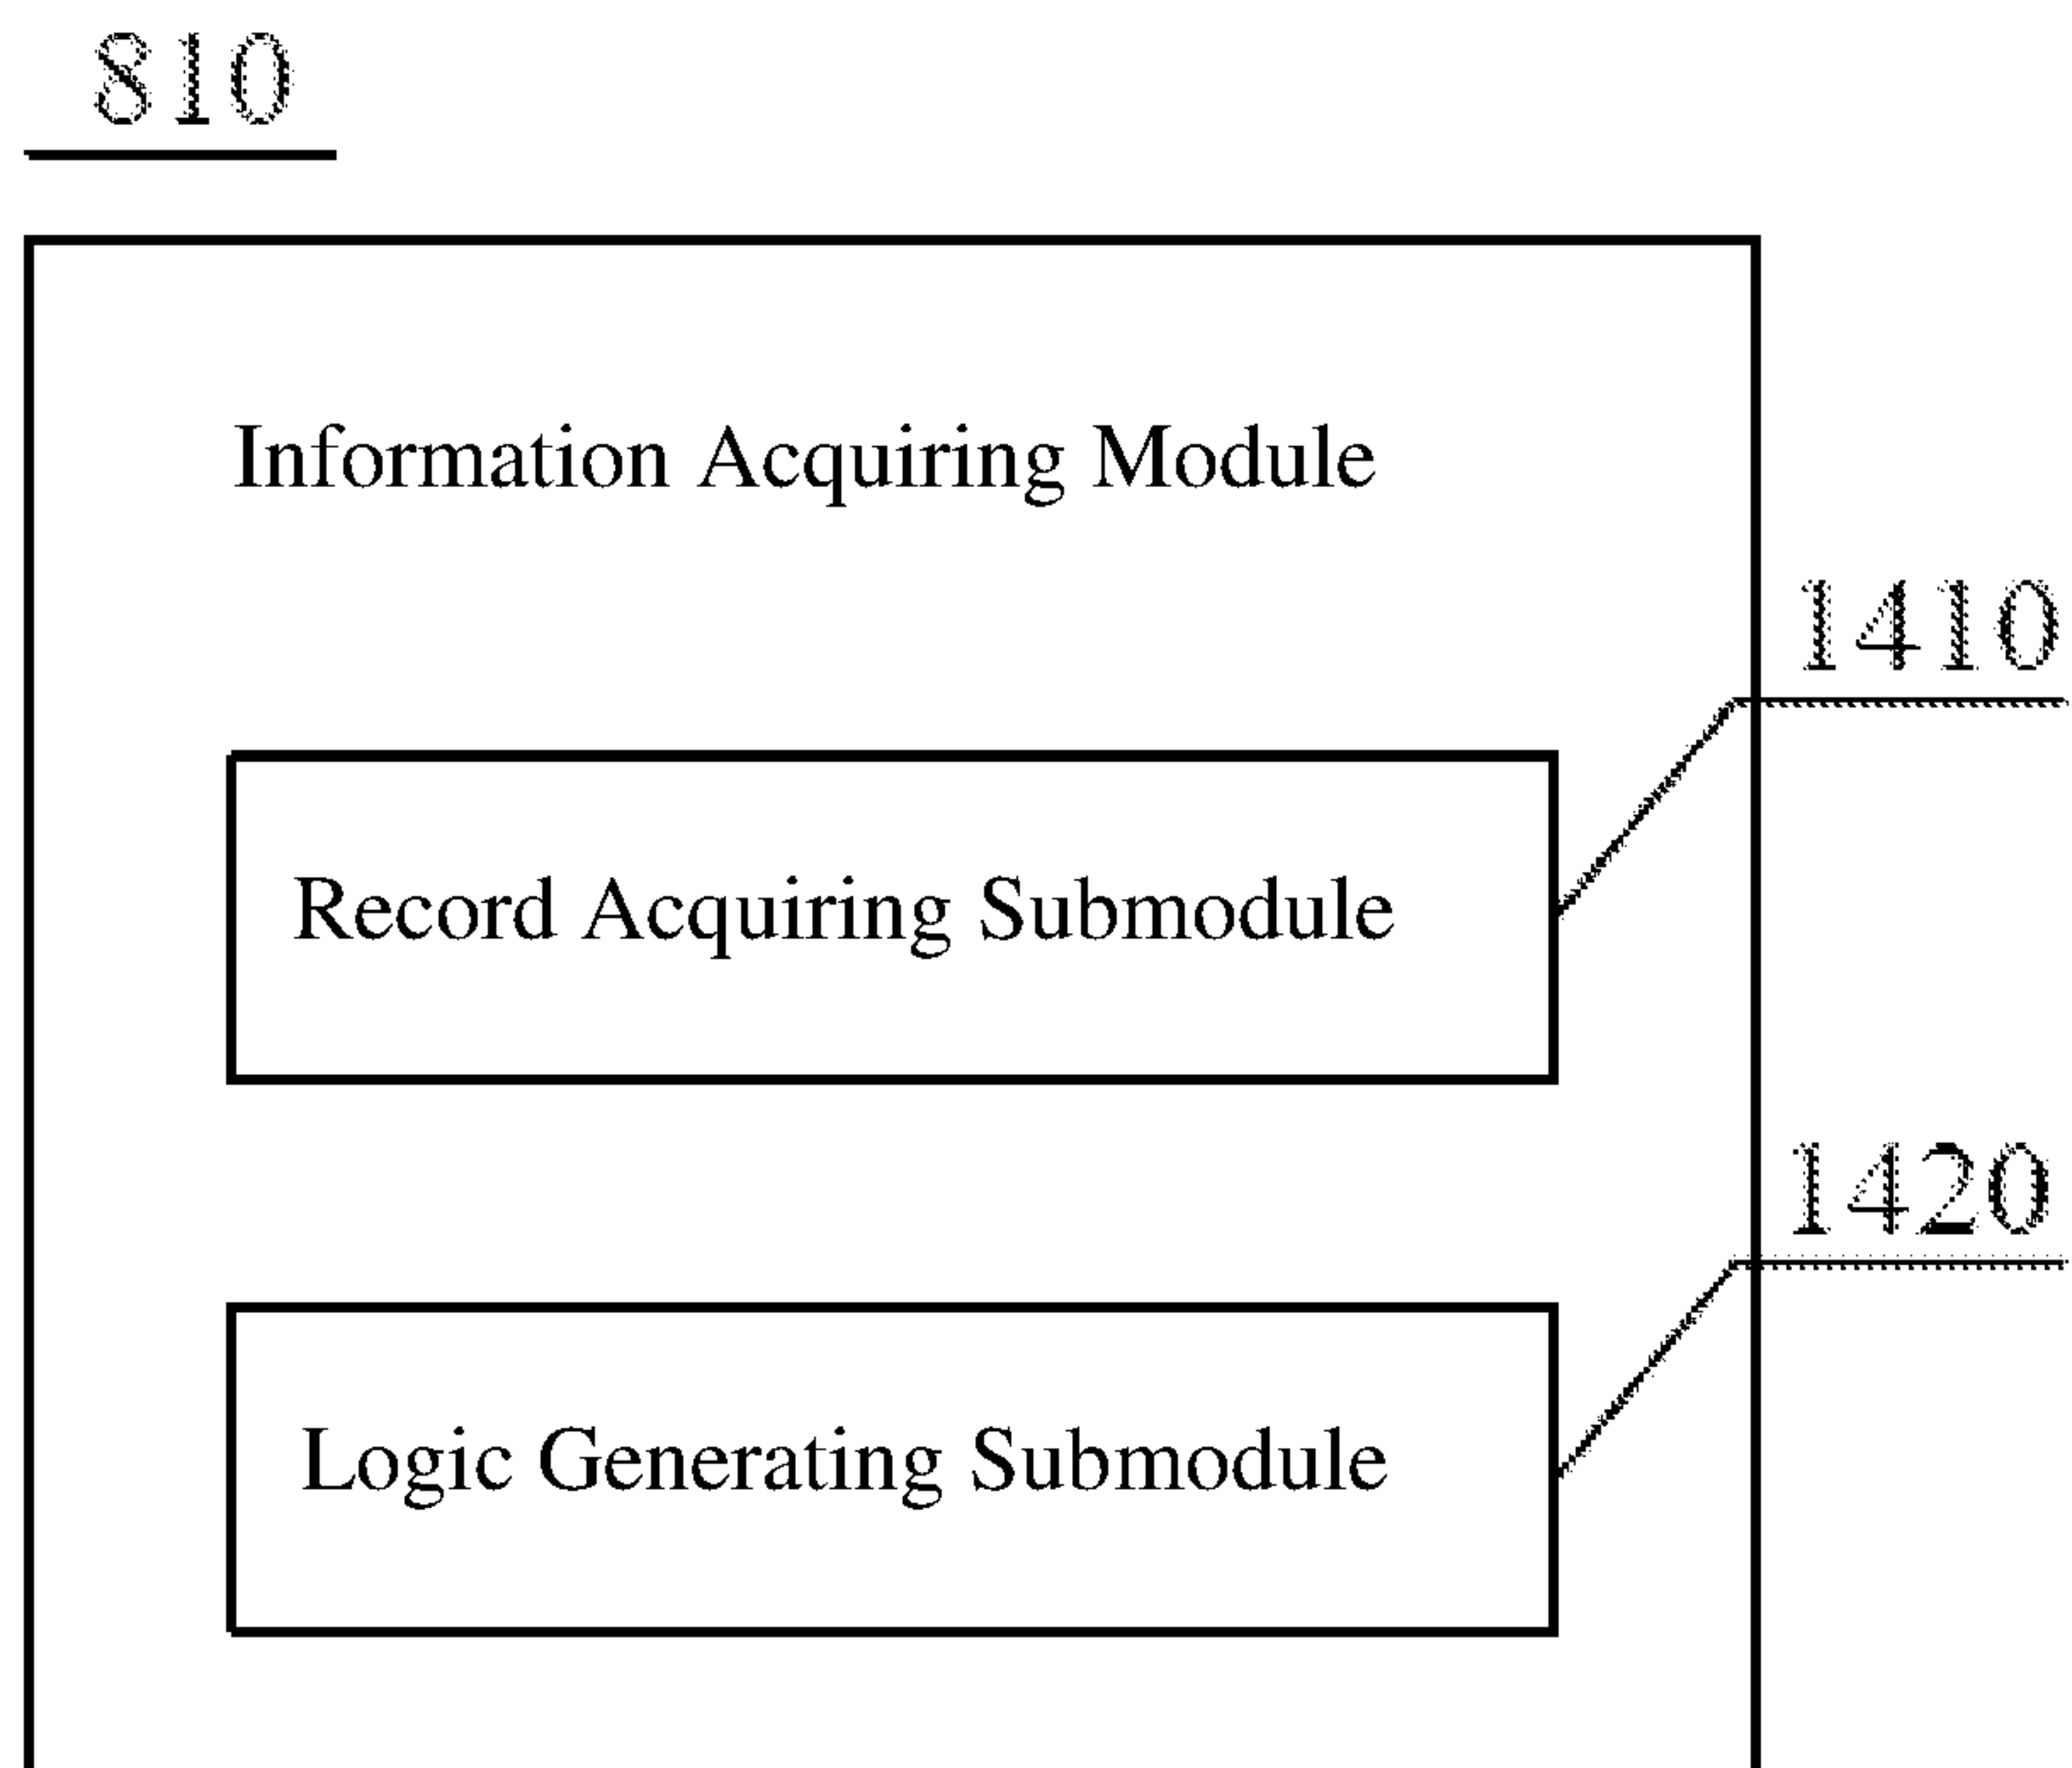 810
Information Acquiring Module
1410
Record Acquiring Submodule
1420
Logic Generating Submodule